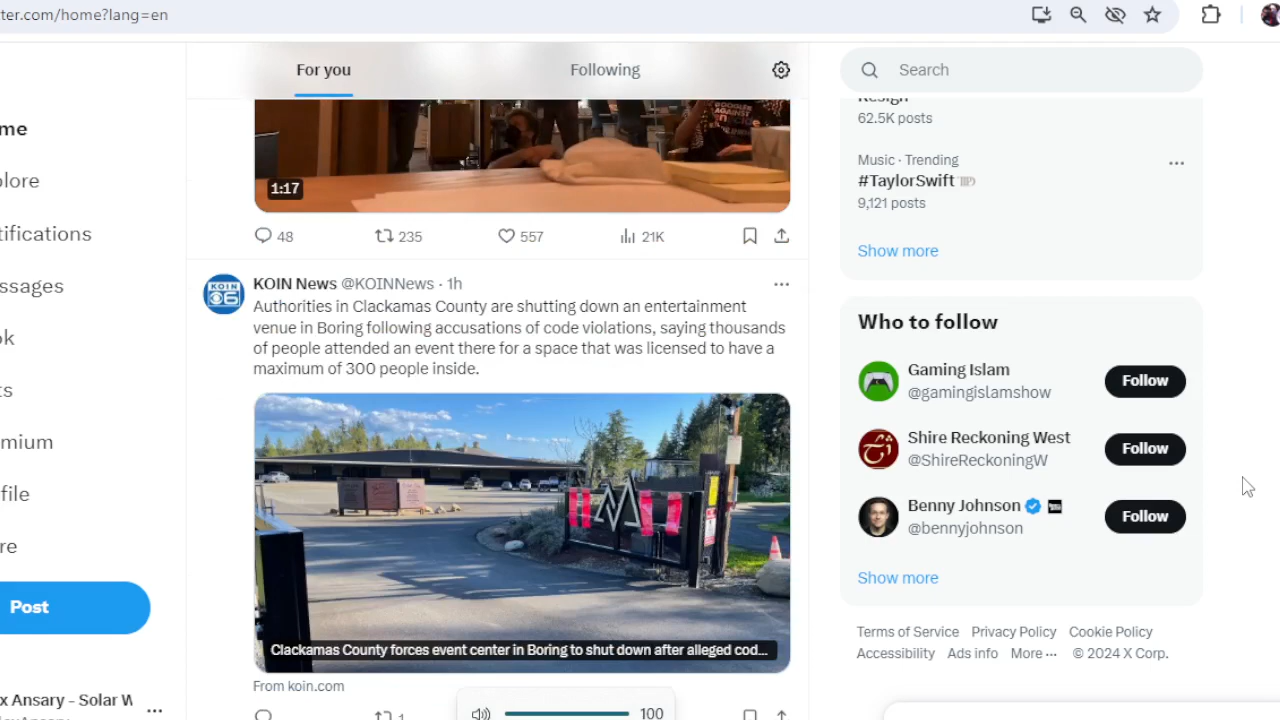 ter.com/home?lang=en
me
lore
tifications
ssages
k
ts
mium
file
re
Post
x Ansary - Solar W
For you
Following
1:17
48
235
557
21K
KOIN News @KOINNews · 1h
Authorities in Clackamas County are shutting down an entertainment
venue in Boring following accusations of code violations, saying thousands
of people attended an event there for a space that was licensed to have a
maximum of 300 people inside.
KOIN
6
Clackamas County forces event center in Boring to shut down after alleged cod...
From koin.com
1
100
Search
Resign
62.5K posts
Music · Trending
#TaylorSwift
9,121 posts
Show more
Who to follow
Gaming Islam
@gamingislamshow
Follow
Shire Reckoning West
@ShireReckoningW
Follow
Benny Johnson
@bennyjohnson
Follow
Show more
Terms of Service Privacy Policy Cookie Policy
Accessibility Ads info More ··· © 2024 X Corp.